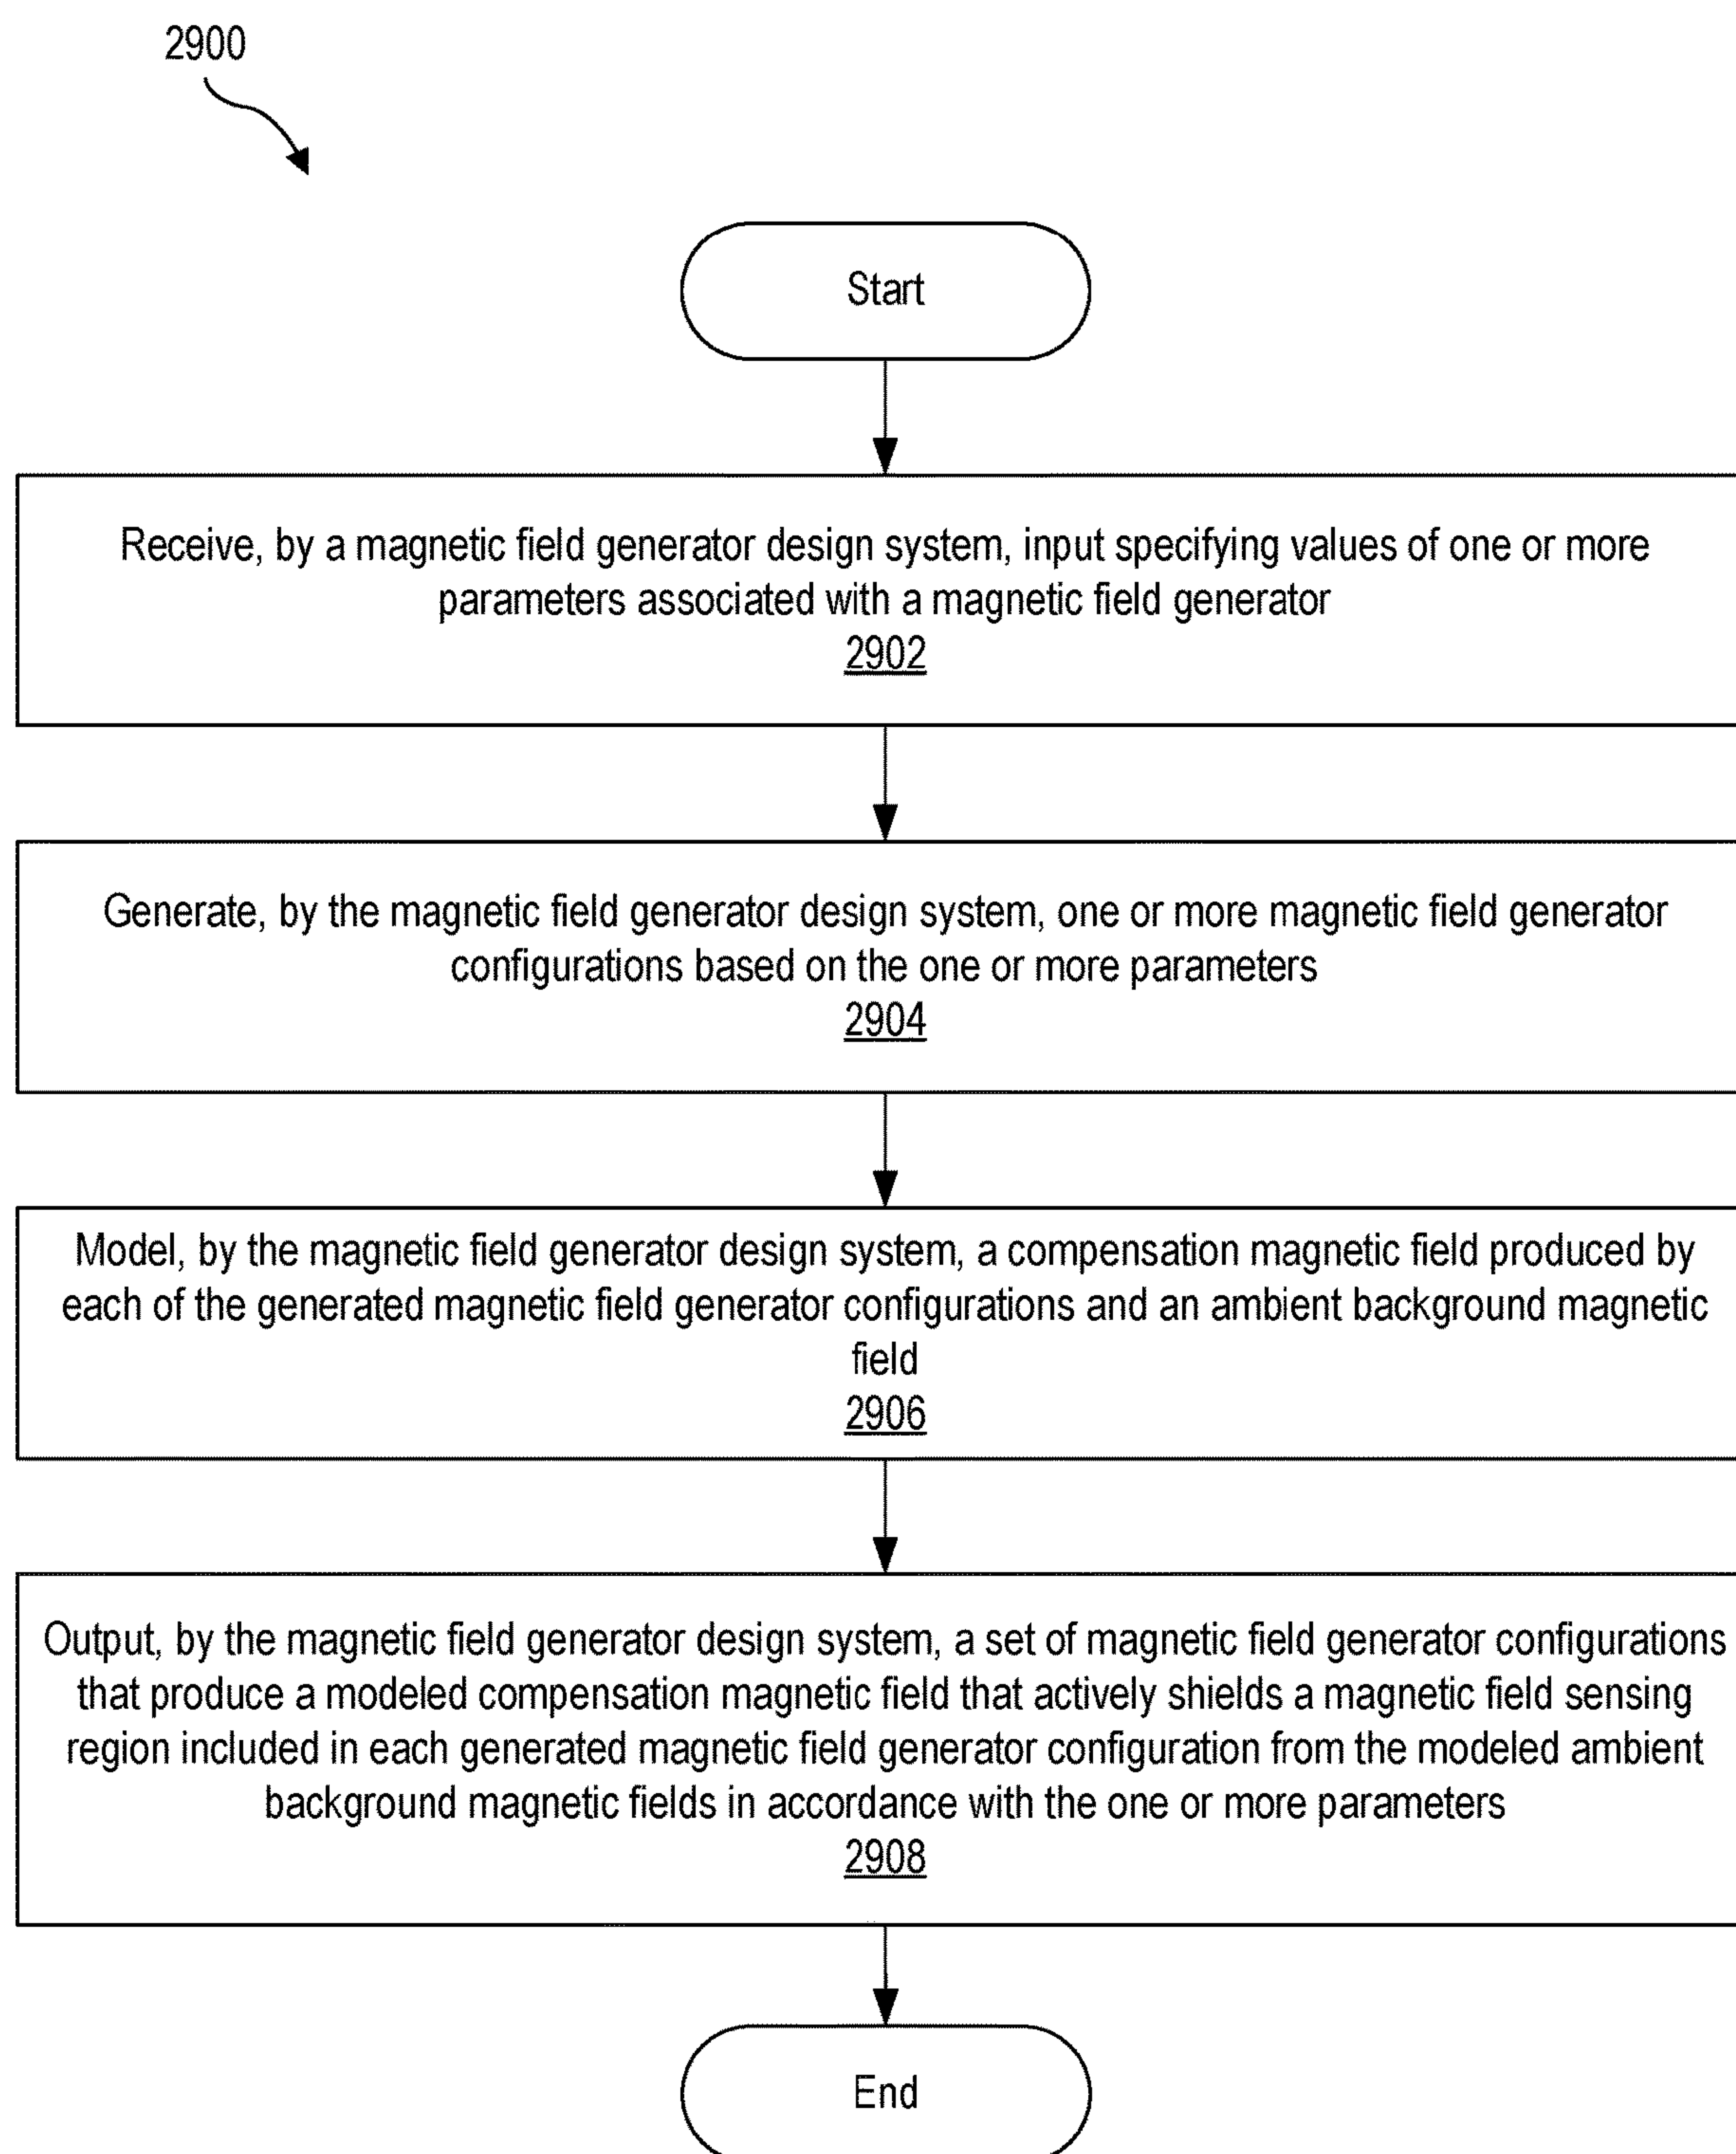 2900
Start
Receive, by a magnetic field generator design system, input specifying values of one or more
parameters associated with a magnetic field generator
2902
Generate, by the magnetic field generator design system, one or more magnetic field generator
configurations based on the one or more parameters
2904
Model, by the magnetic field generator design system, a compensation magnetic field produced by
each of the generated magnetic field generator configurations and an ambient background magnetic
field
2906
Output, by the magnetic field generator design system, a set of magnetic field generator configurations
that produce a modeled compensation magnetic field that actively shields a magnetic field sensing
region included in each generated magnetic field generator configuration from the modeled ambient
background magnetic fields in accordance with the one or more parameters
2908
End